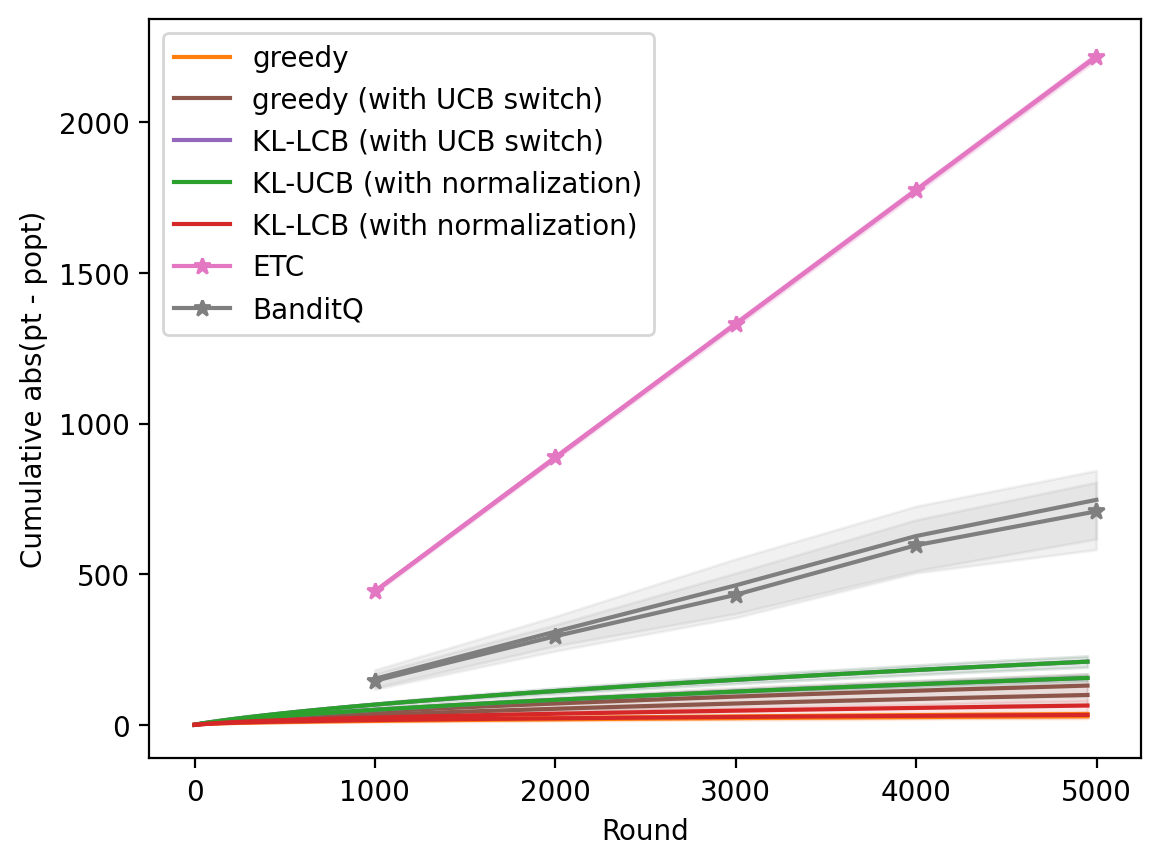 greedy
greedy (with UCB switch)
KL-LCB (with UCB switch)
KL-UCB (with normalization)
KL-LCB (with normalization)
ETC
BanditQ
2000
1500
1000
500
0
Cumulative abs(pt - popt)
0 1000 2000 3000 4000 5000
Round